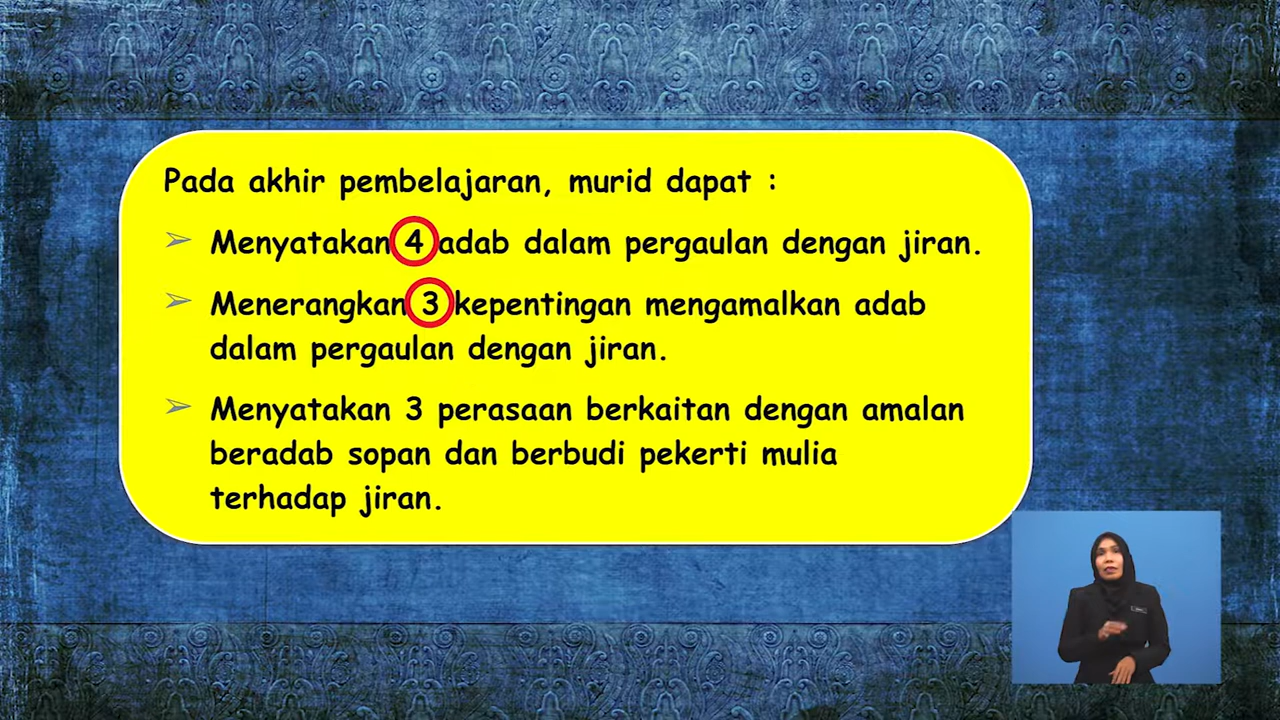 Pada akhir pembelajaran, murid dapat :
➢ Menyatakan 4 adab dalam pergaulan dengan jiran.
➢ Menerangkan 3 kepentingan mengamalkan adab
dalam pergaulan dengan jiran.
➢ Menyatakan 3 perasaan berkaitan dengan amalan
beradab sopan dan berbudi pekerti mulia
terhadap jiran.